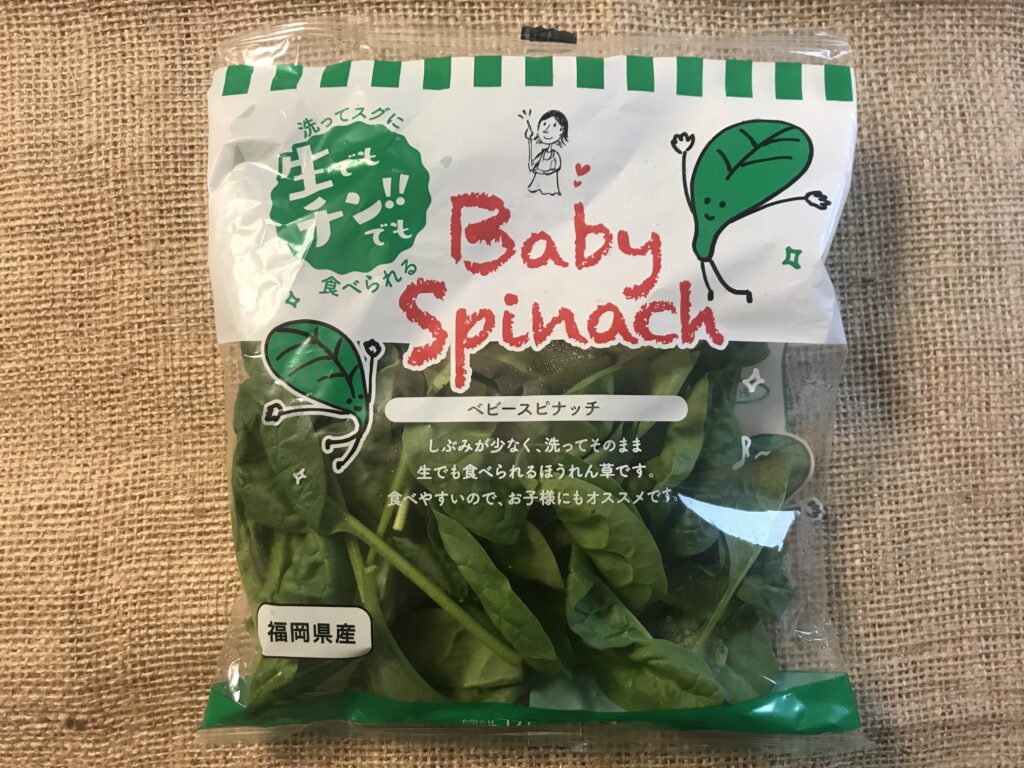 洗ってスグに
生でも
チン!!でも
食べられる
Baby
Spinach
ベビースピナッチ
しぶみが少なく、洗ってそのまま
生でも食べられるほうれん草です。
食べやすいので、お子様にもオススメです。
福岡県産
有限会社